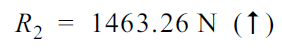 R₂ = 1463.26 N (↑)